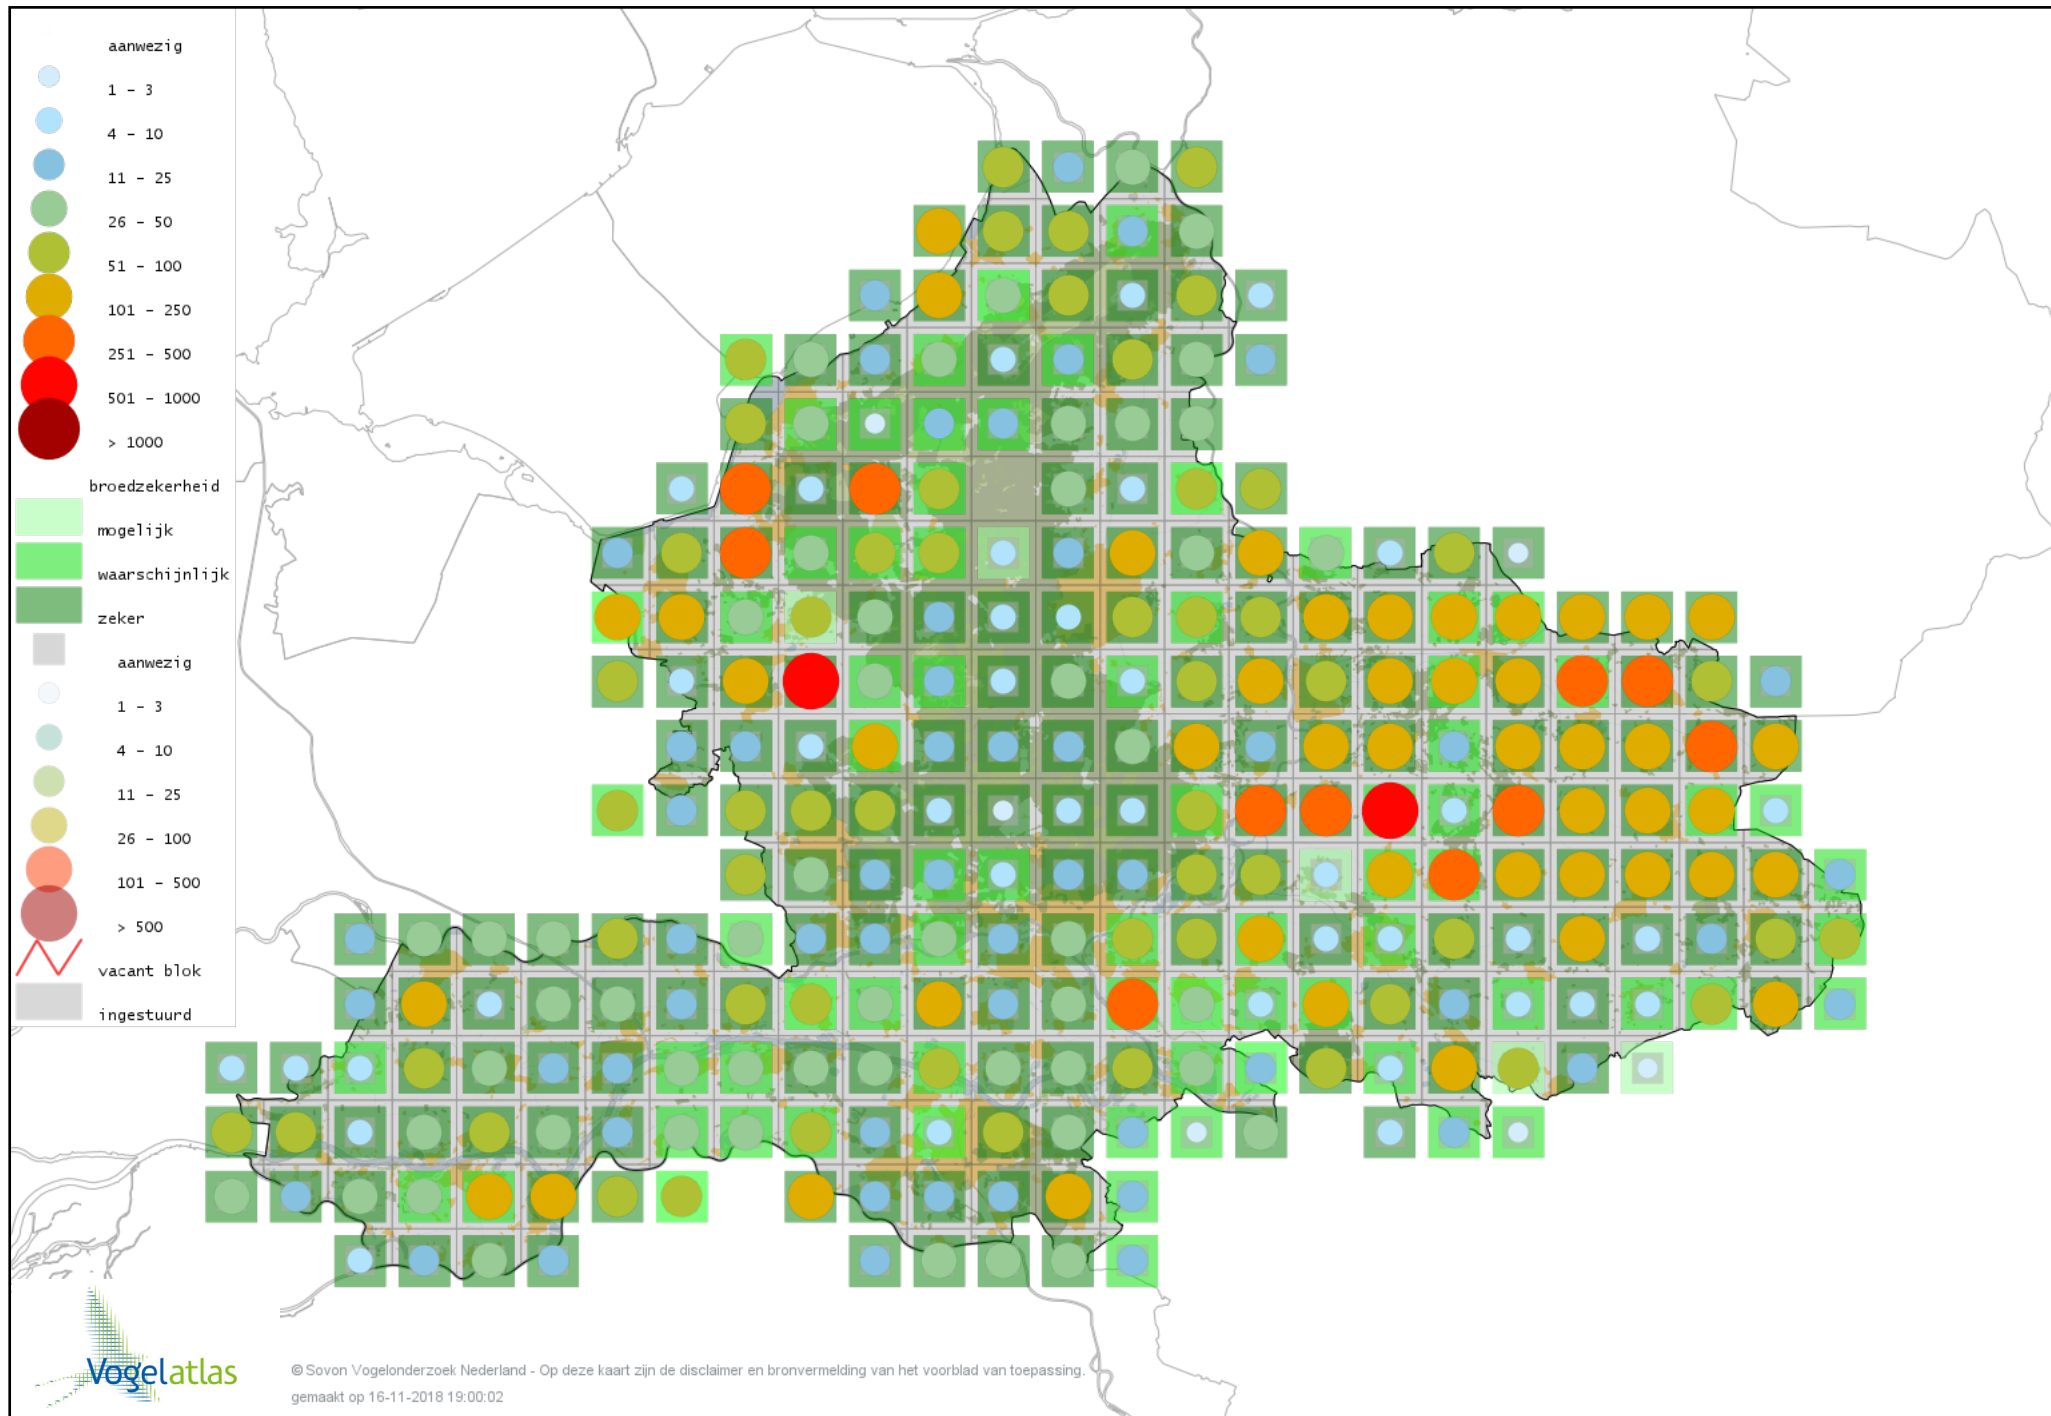 aanwezig
1 - 3
4 - 10
11 - 25
26 - 50
51 - 100
101 - 250
251 - 500
501 - 1000
> 1000
broedzekerheid
mogelijk
waarschijnlijk
zeker
aanwezig
1 - 3
4 - 10
11 - 25
26 - 100
101 - 500
> 500
vacant blok
ingestuurd
Vogelatlas
© Sovon Vogelonderzoek Nederland - Op deze kaart zijn de disclaimer en bronvermelding van het voorblad van toepassing.
gemaakt op 16-11-2018 19:00:02